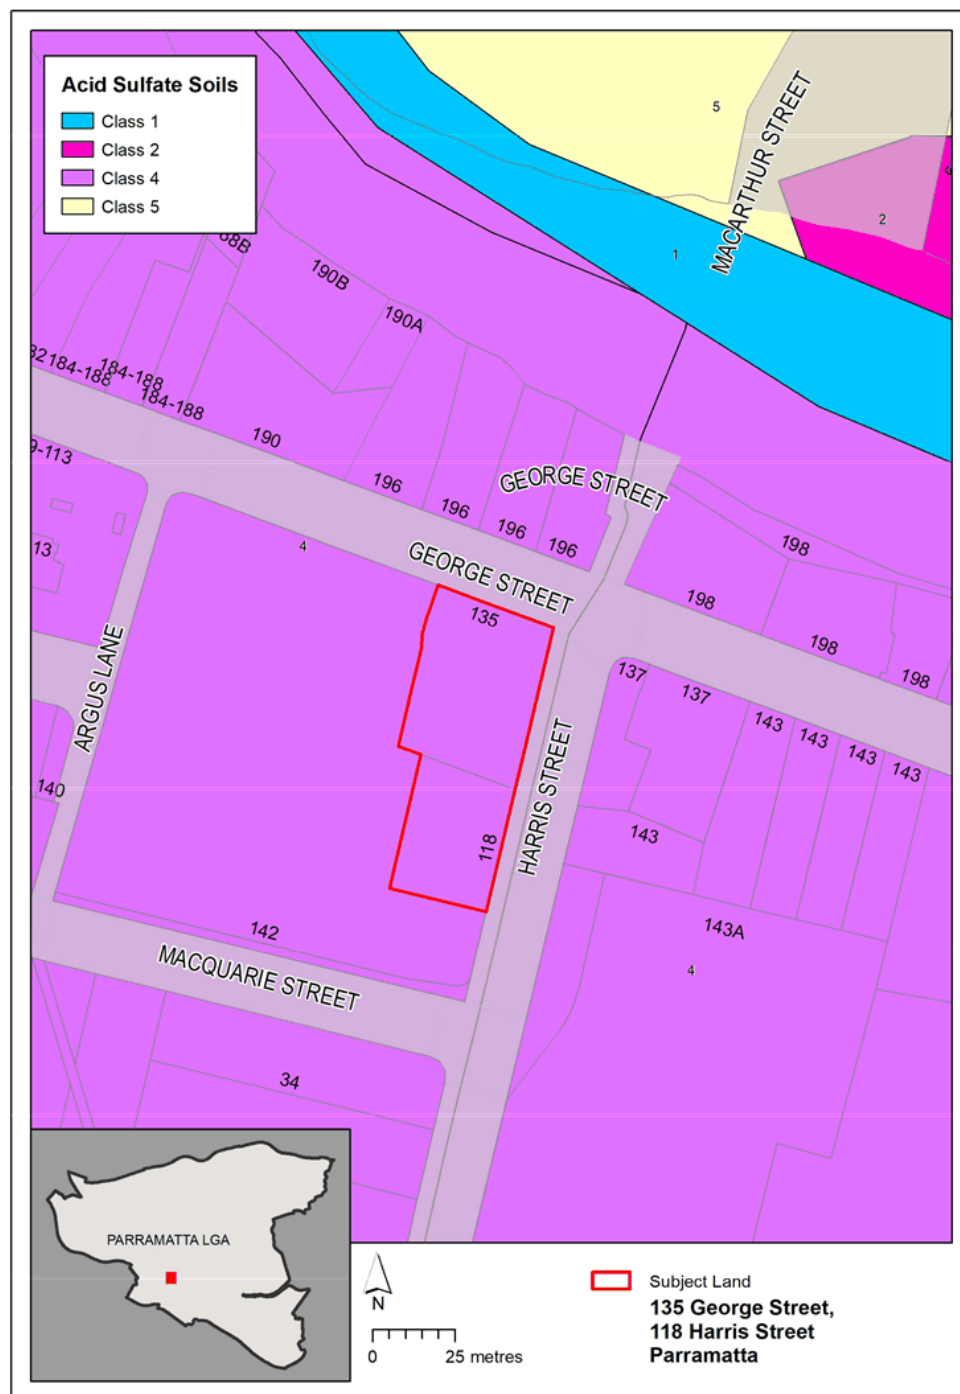 Acid Sulfate Soils
Class 1
Class 2
Class 4
Class 5
5
MACARTHUR STREET
2
1
190B
190A
184-188
184-188
184-188
190
9-113
196
196
196
196
GEORGE STREET
198
13
4
GEORGE STREET
135
198
198
198
ARGUS LANE
137
137
143
143
143
143
HARRIS STREET
140
118
143
142
143A
MACQUARIE STREET
4
34
PARRAMATTA LGA
N
0 25 metres
Subject Land
135 George Street,
118 Harris Street
Parramatta